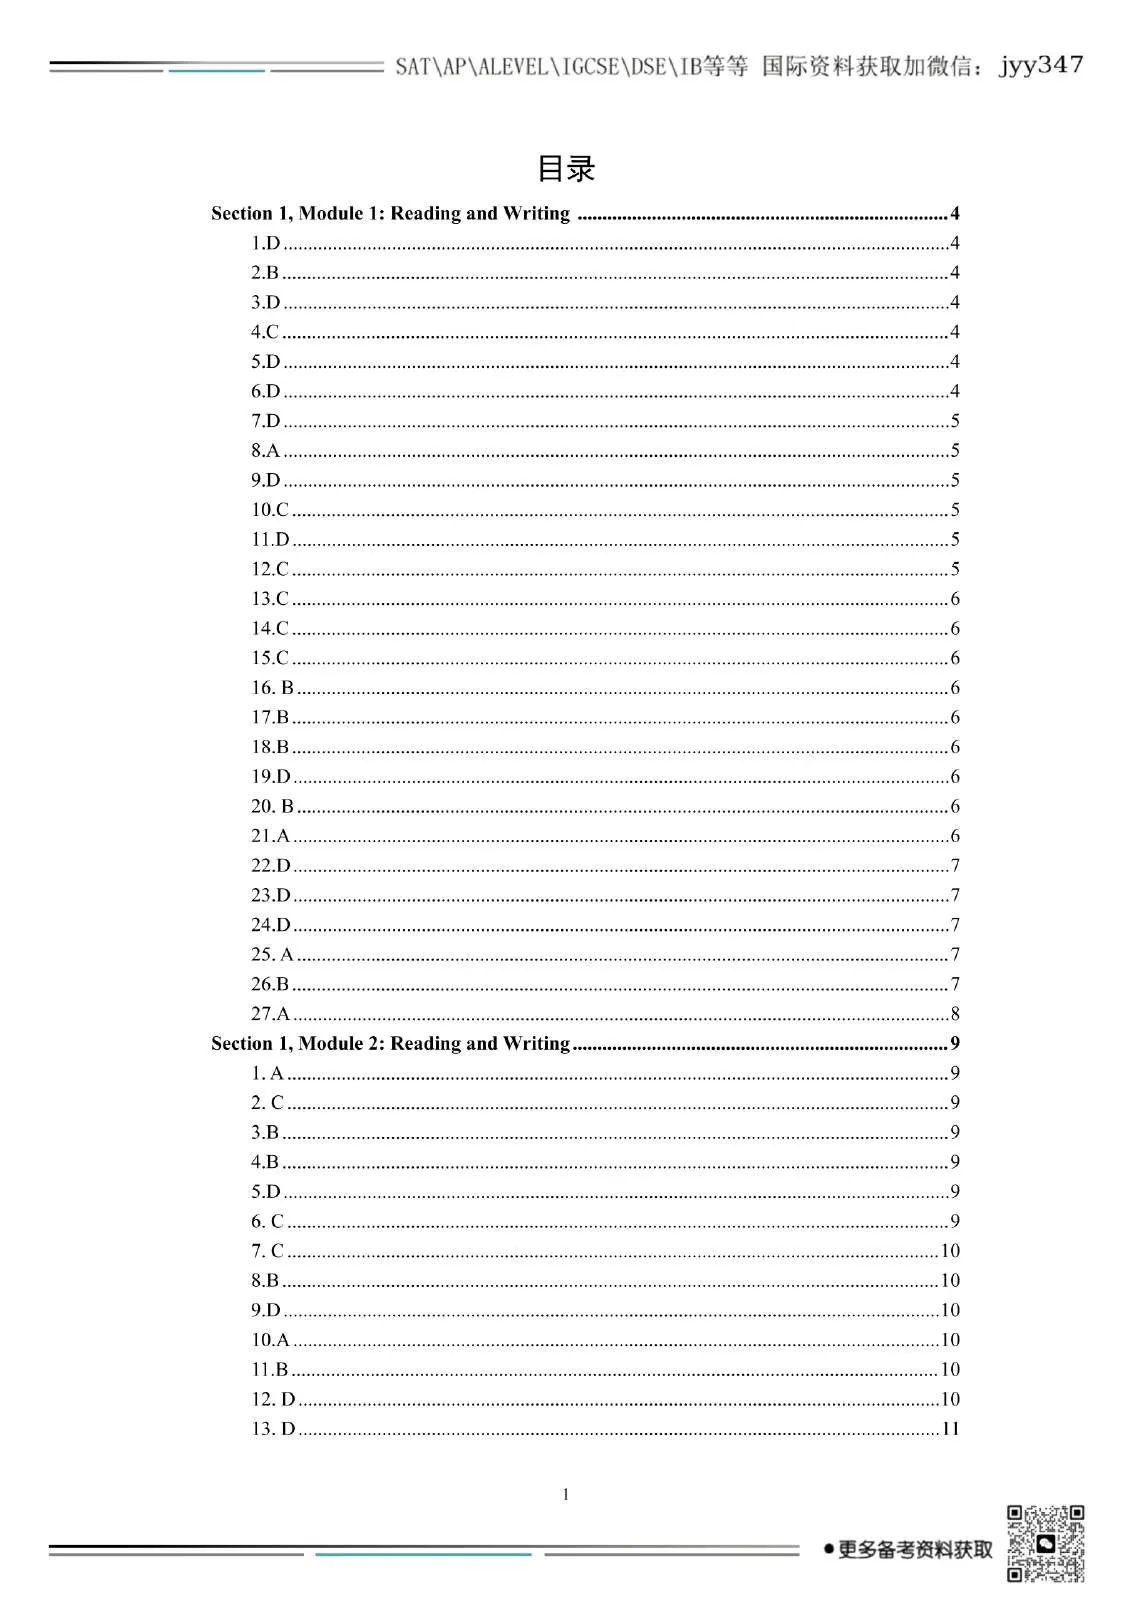 SAT\AP\ALEVEL\IGCSE\DSE\IB等等 国际资料获取加微信：jyy347
目录
Section 1, Module 1: Reading and Writing ........ 4
1.D ........ 4
2.B ........ 4
3.D ........ 4
4.C ........ 4
5.D ........ 4
6.D ........ 4
7.D ........ 5
8.A ........ 5
9.D ........ 5
10.C ........ 5
11.D ........ 5
12.C ........ 5
13.C ........ 6
14.C ........ 6
15.C ........ 6
16. B ........ 6
17.B ........ 6
18.B ........ 6
19.D ........ 6
20. B ........ 6
21.A ........ 6
22.D ........ 7
23.D ........ 7
24.D ........ 7
25. A ........ 7
26.B ........ 7
27.A ........ 8
Section 1, Module 2: Reading and Writing ........ 9
1. A ........ 9
2. C ........ 9
3.B ........ 9
4.B ........ 9
5.D ........ 9
6. C ........ 9
7. C ........ 10
8.B ........ 10
9.D ........ 10
10.A ........ 10
11.B ........ 10
12. D ........ 10
13. D ........ 11
1
●更多备考资料获取